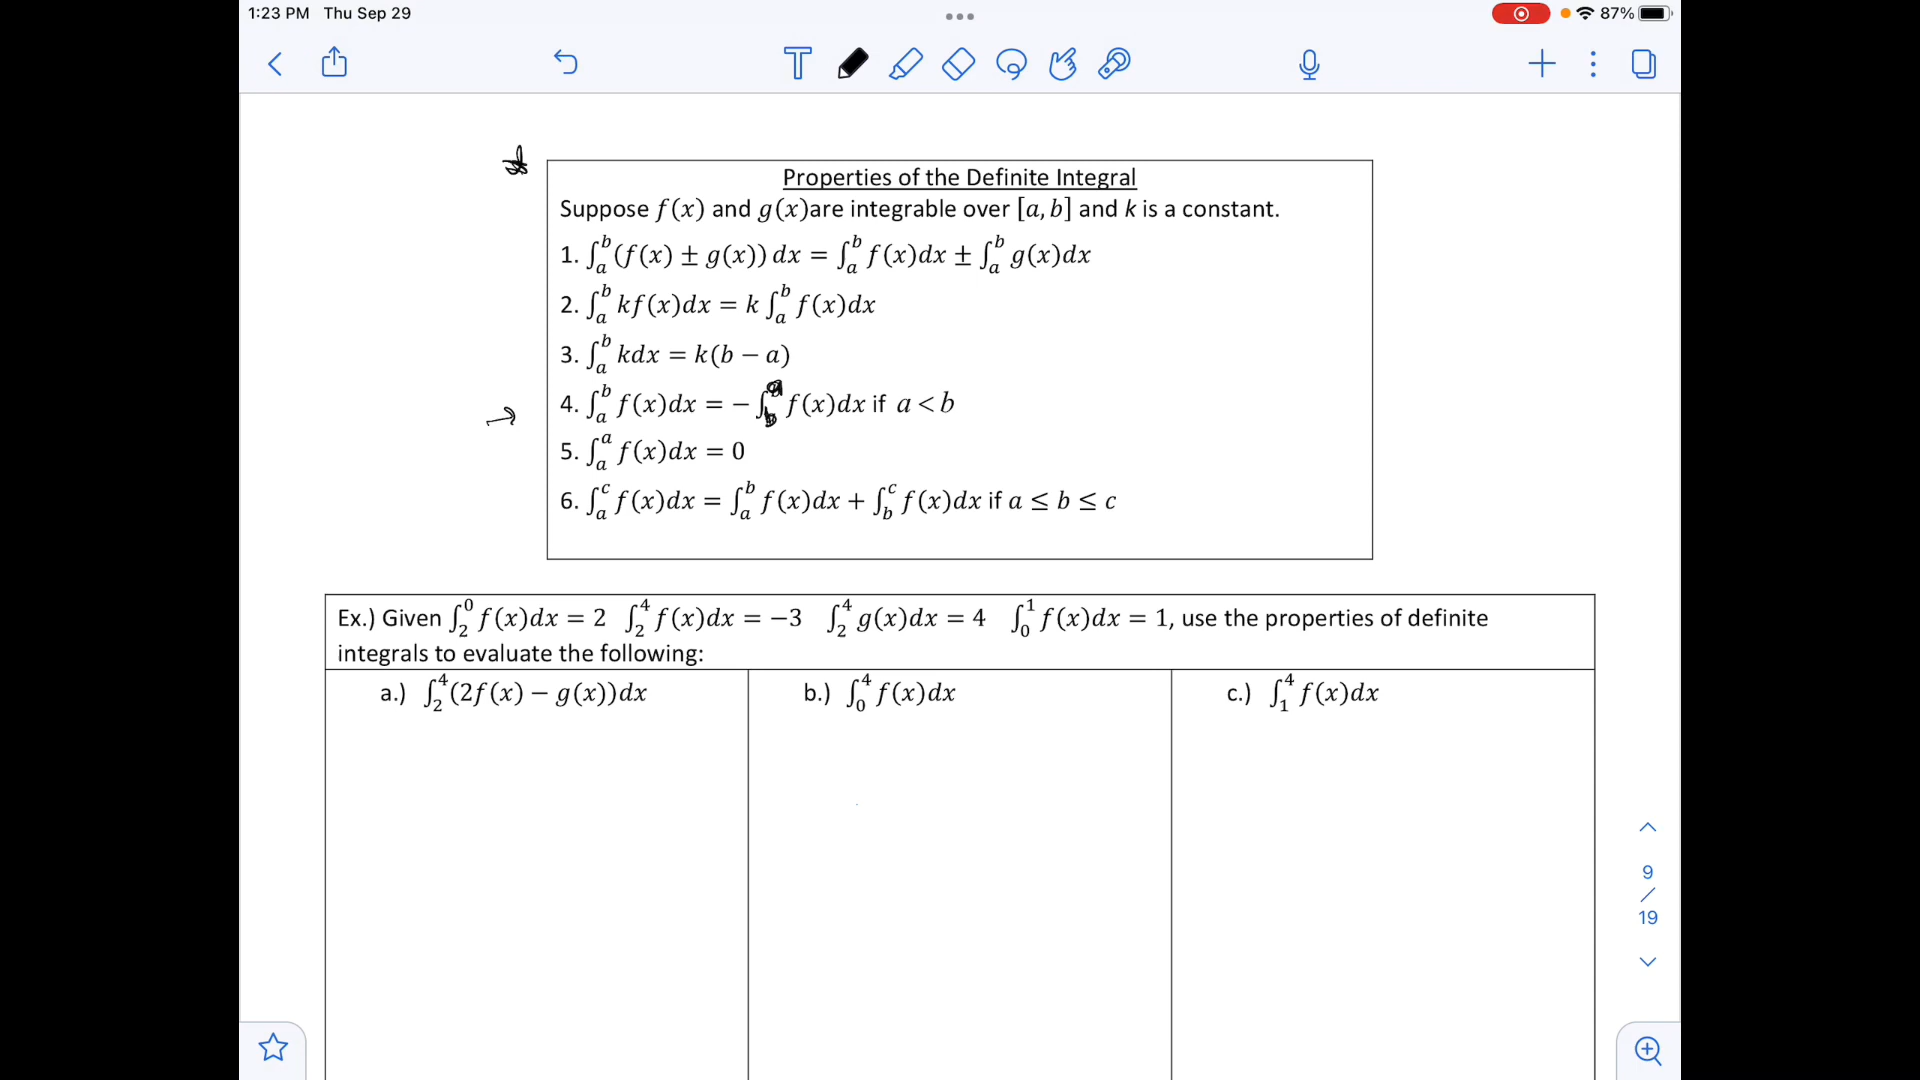 1:23 PM Thu Sep 29
87%
T
Properties of the Definite Integral
Suppose f(x) and g(x)are integrable over [a, b] and k is a constant.
1. ∫_a^b (f(x) ± g(x)) dx = ∫_a^b f(x)dx ± ∫_a^b g(x)dx
2. ∫_a^b kf(x)dx = k ∫_a^b f(x)dx
3. ∫_a^b kdx = k(b − a)
4. ∫_a^b f(x)dx = − ∫_b^a f(x)dx if a < b
5. ∫_a^a f(x)dx = 0
6. ∫_a^c f(x)dx = ∫_a^b f(x)dx + ∫_b^c f(x)dx if a ≤ b ≤ c
Ex.) Given ∫_2^0 f(x)dx = 2 ∫_2^4 f(x)dx = −3 ∫_2^4 g(x)dx = 4 ∫_0^1 f(x)dx = 1, use the properties of definite
integrals to evaluate the following:
a.) ∫_2^4 (2f(x) − g(x))dx
b.) ∫_0^4 f(x)dx
c.) ∫_1^4 f(x)dx
9
/
19